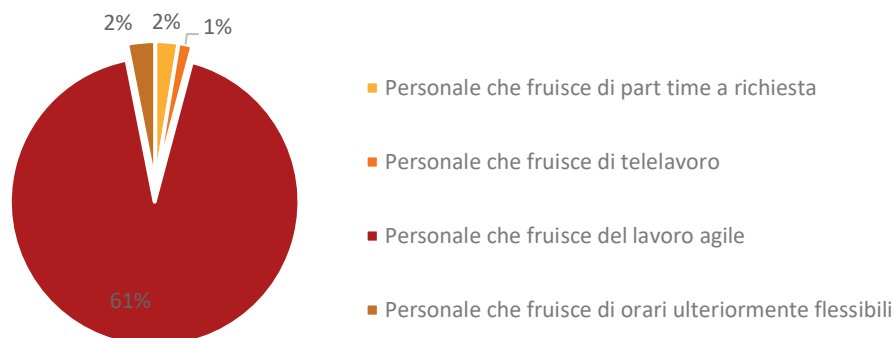 2%
2%
1%
61%
Personale che fruisce di part time a richiesta
Personale che fruisce di telelavoro
Personale che fruisce del lavoro agile
Personale che fruisce di orari ulteriormente flessibili